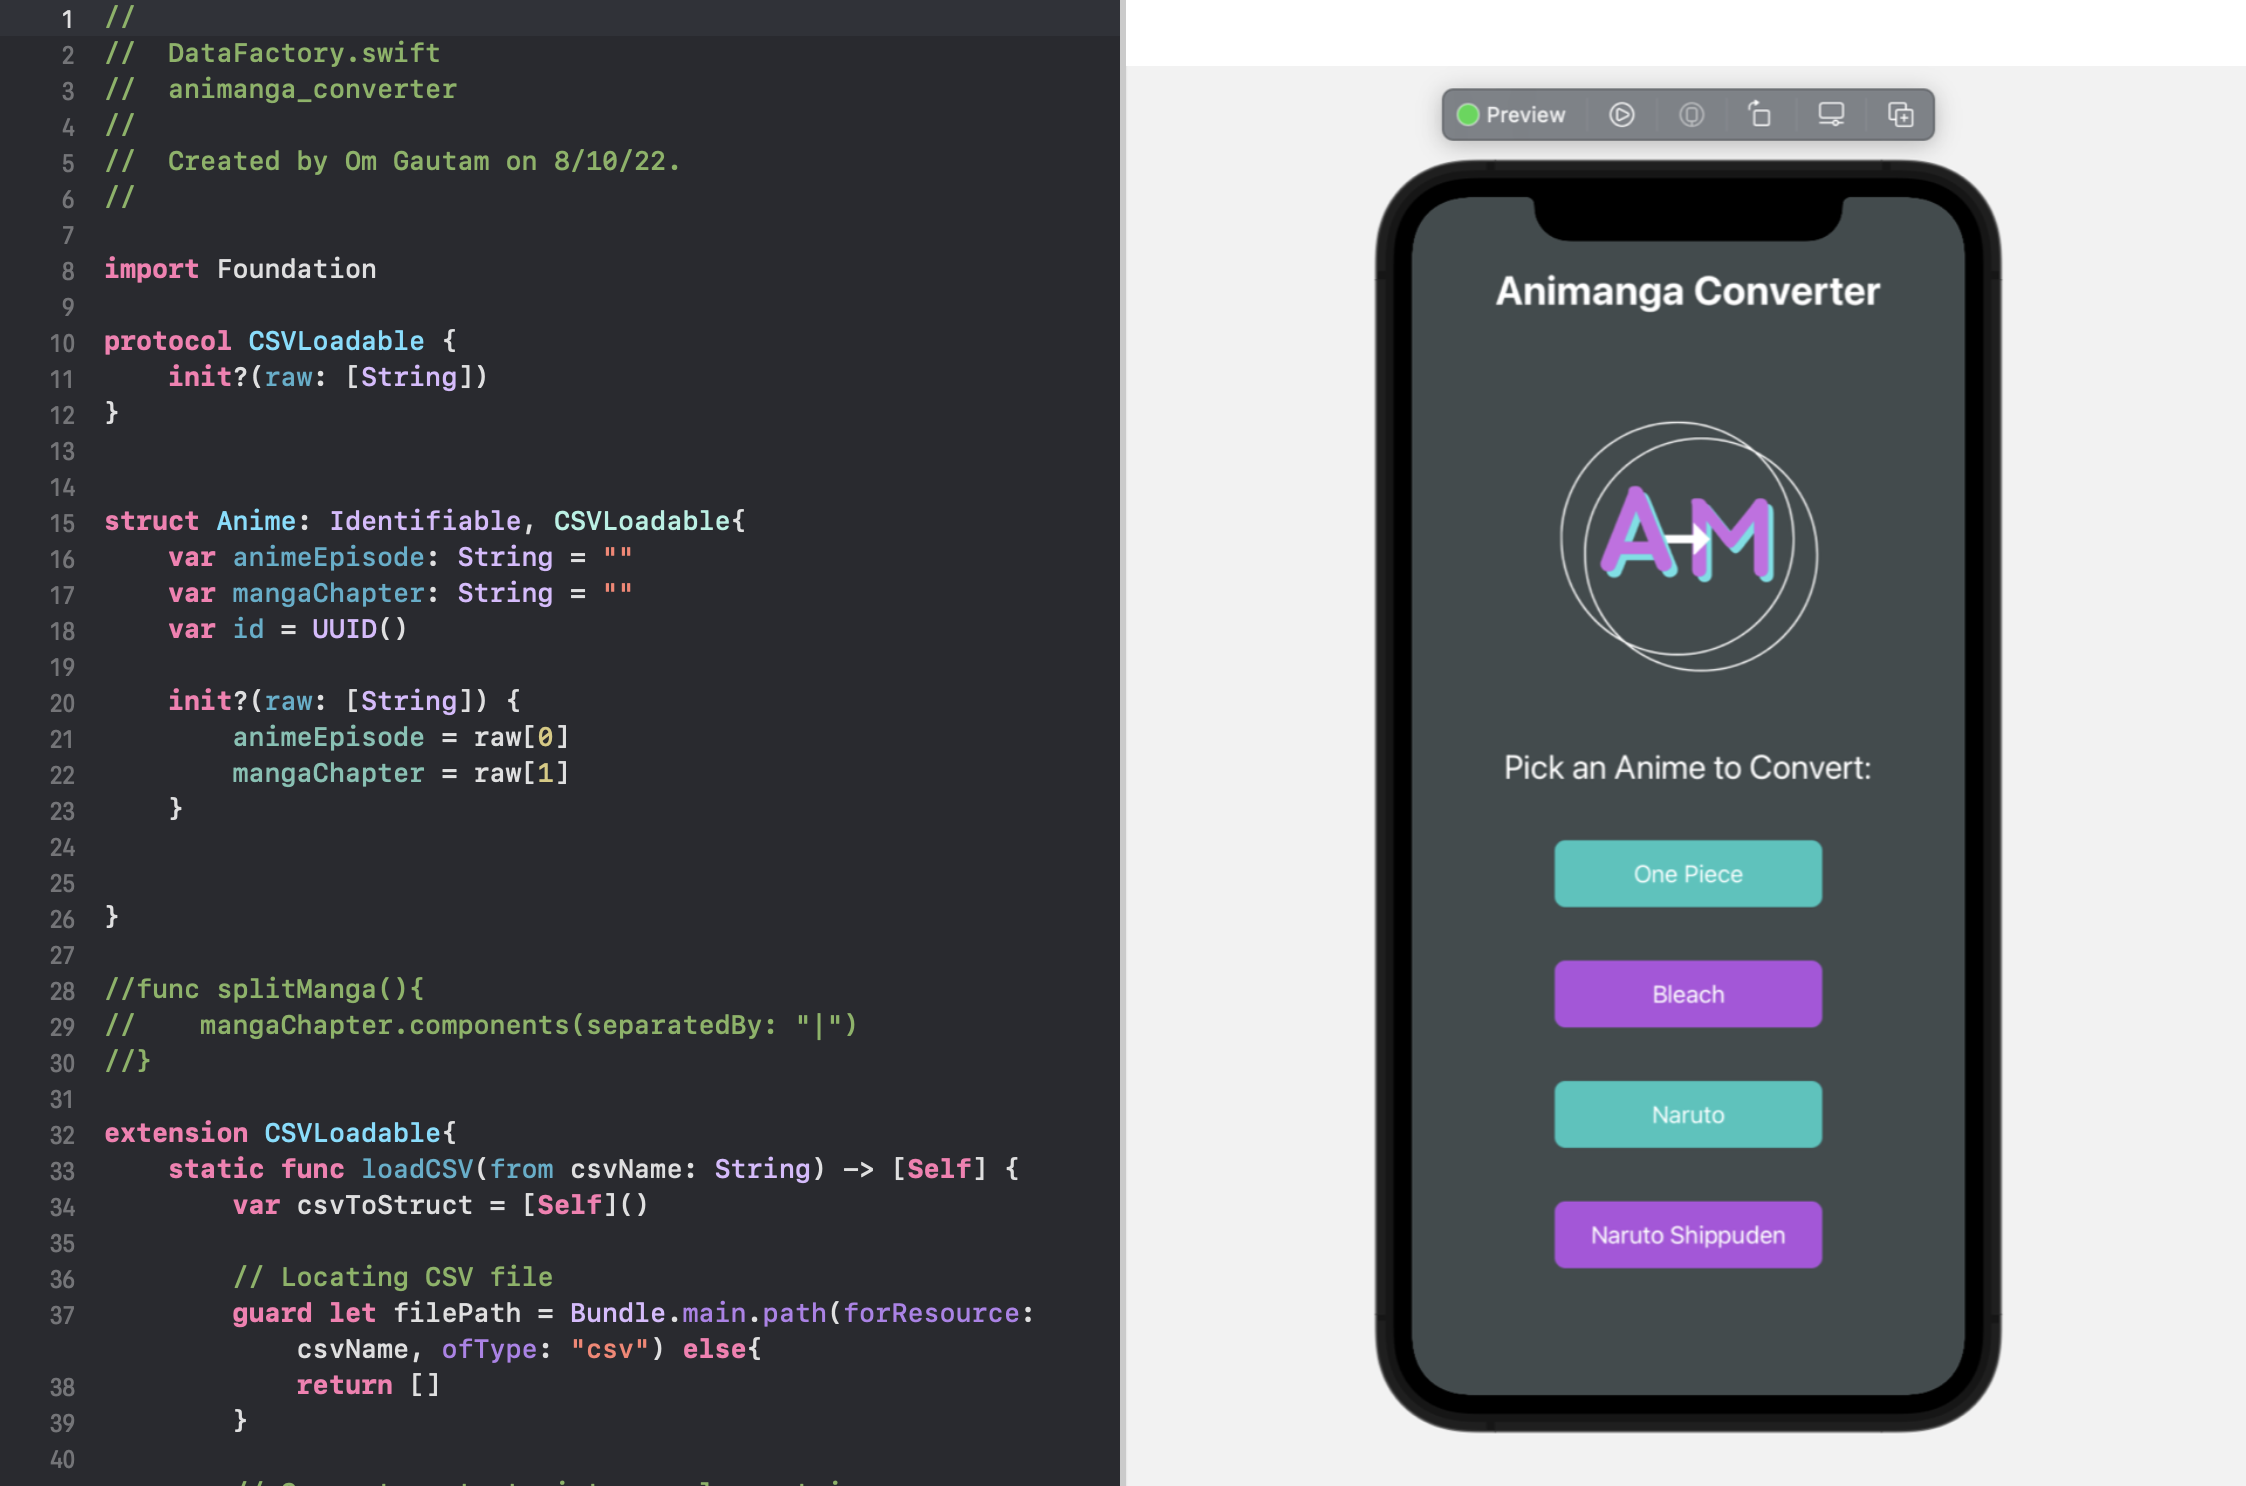 1 //
2 //  DataFactory.swift
3 //  animanga_converter
4 //
5 //  Created by Om Gautam on 8/10/22.
6 //
7
8 import Foundation
9
10 protocol CSVLoadable {
11     init?(raw: [String])
12 }
13
14
15 struct Anime: Identifiable, CSVLoadable{
16     var animeEpisode: String = ""
17     var mangaChapter: String = ""
18     var id = UUID()
19
20     init?(raw: [String]) {
21         animeEpisode = raw[0]
22         mangaChapter = raw[1]
23     }
24
25
26 }
27
28 //func splitManga(){
29 //    mangaChapter.components(separatedBy: "|")
30 //}
31
32 extension CSVLoadable{
33     static func loadCSV(from csvName: String) -> [Self] {
34         var csvToStruct = [Self]()
35
36         // Locating CSV file
37         guard let filePath = Bundle.main.path(forResource:
            csvName, ofType: "csv") else{
38             return []
39         }
40
Preview
Animanga Converter
AM
Pick an Anime to Convert:
One Piece
Bleach
Naruto
Naruto Shippuden